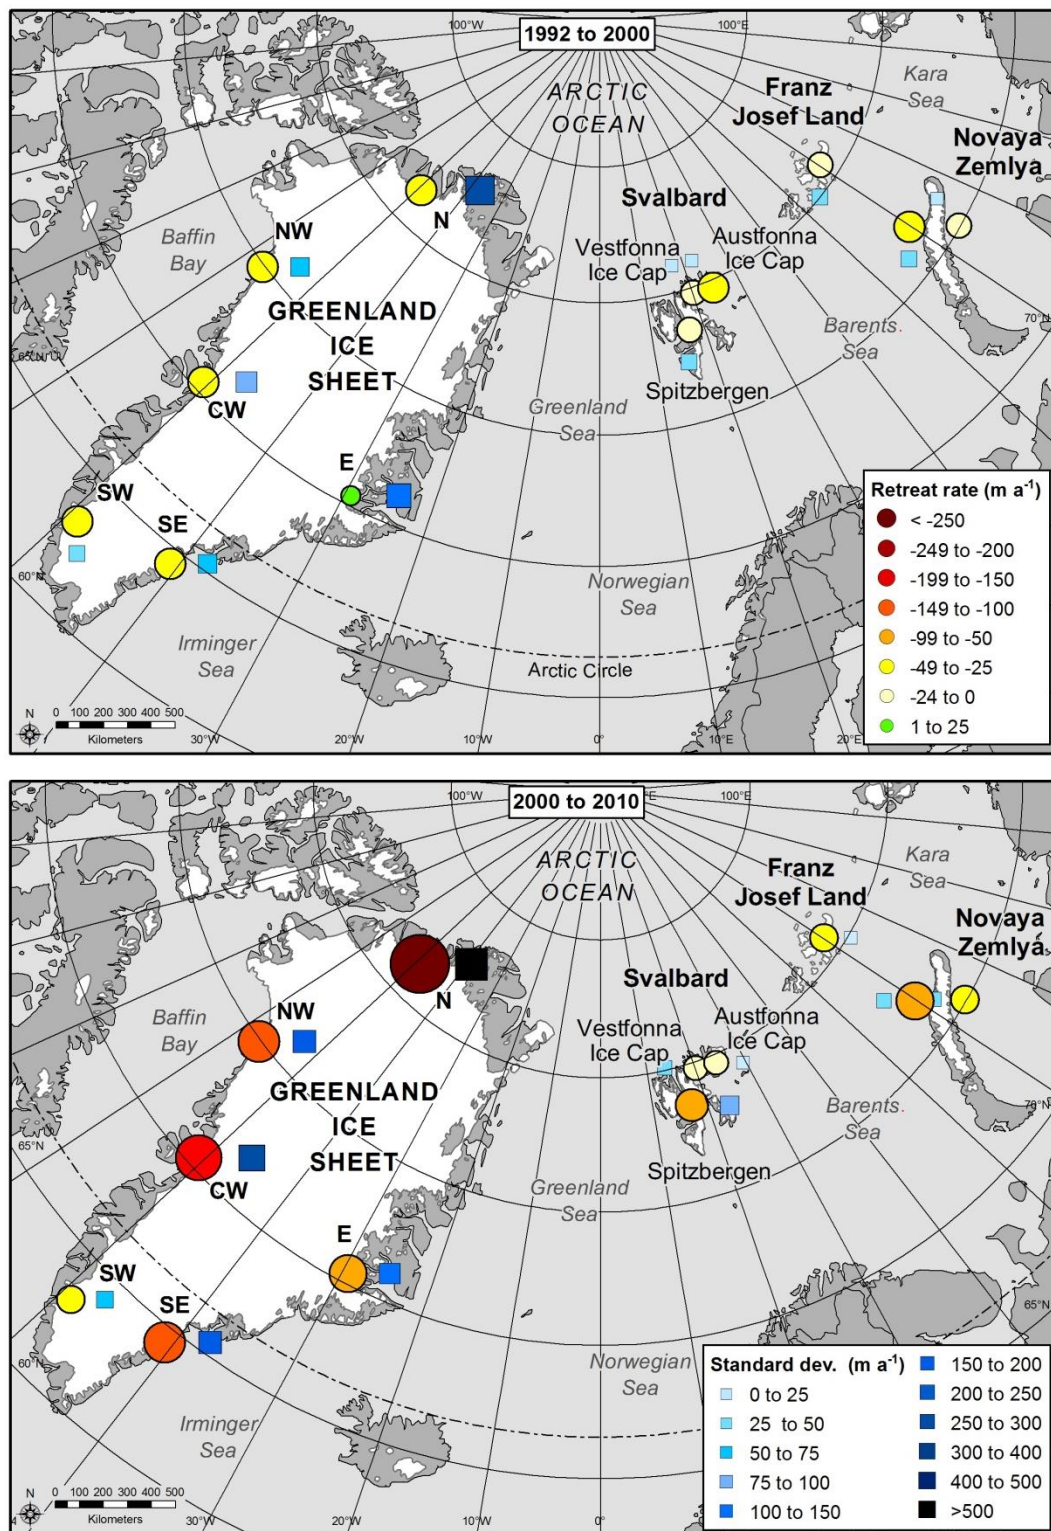 100°W
1992 to 2000
100°E
ARCTIC
OCEAN
Kara
Sea
Franz
Josef Land
Novaya
Zemlya
Svalbard
N
NW
Baffin
Bay
Vestfonna
Ice Cap
Austfonna
Ice Cap
GREENLAND
ICE
SHEET
70°N
Barents
Sea
65°N
CW
Spitzbergen
Greenland
Sea
E
SW
SE
60°N
Norwegian
Sea
Irminger
Sea
Arctic Circle
N
0 100 200 300 400 500
Kilometers
30°W
20°W
10°W
0°
10°E
20°E
Retreat rate (m a-1)
< -250
-249 to -200
-199 to -150
-149 to -100
-99 to -50
-49 to -25
-24 to 0
1 to 25
100°W
2000 to 2010
°E
100°E
ARCTIC
OCEAN
Kara
Sea
Franz
Josef Land
Novaya
Zemlya
Svalbard
N
NW
Baffin
Bay
Vestfonna
Ice Cap
Austfonna
Ice Cap
GREENLAND
ICE
SHEET
70°N
Barents
Sea
65°N
CW
Spitzbergen
Greenland
Sea
E
SW
SE
65°N
60°N
Norwegian
Sea
Irminger
Sea
N
0 100 200 300 400 500
Kilometers
30°W
20°W
10°W
0°
Standard dev. (m a-1)
0 to 25
25 to 50
50 to 75
75 to 100
100 to 150
150 to 200
200 to 250
250 to 300
300 to 400
400 to 500
>500